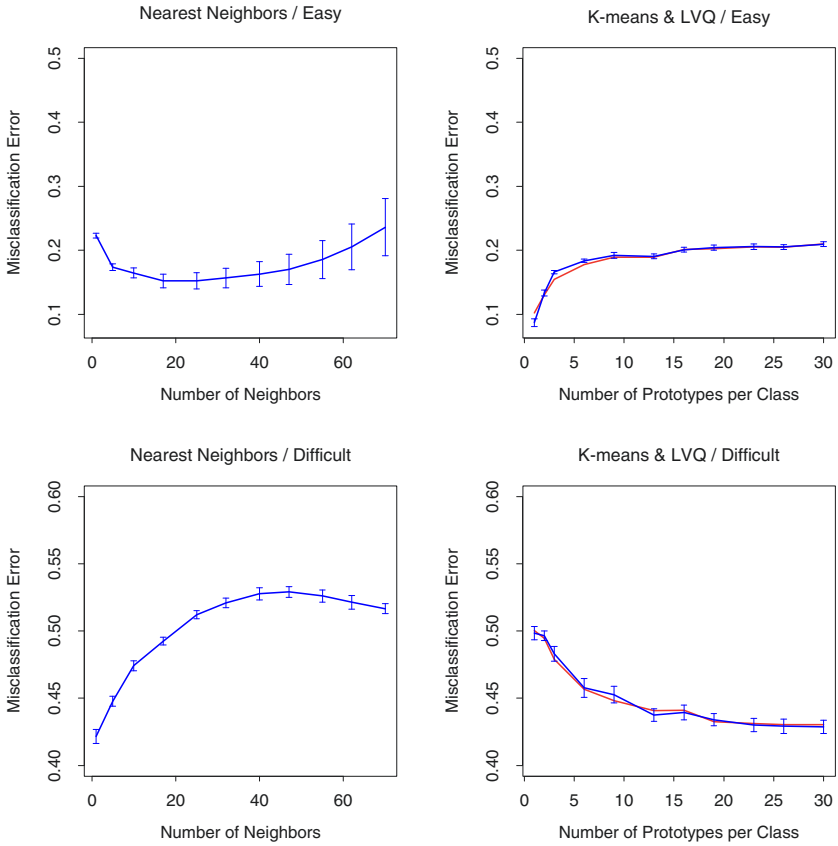 Nearest Neighbors / Easy
Misclassification Error
0.5
0.4
0.3
0.2
0.1
0 20 40 60
Number of Neighbors
K-means & LVQ / Easy
Misclassification Error
0.5
0.4
0.3
0.2
0.1
0 5 10 15 20 25 30
Number of Prototypes per Class
Nearest Neighbors / Difficult
Misclassification Error
0.60
0.55
0.50
0.45
0.40
0 20 40 60
Number of Neighbors
K-means & LVQ / Difficult
Misclassification Error
0.60
0.55
0.50
0.45
0.40
0 5 10 15 20 25 30
Number of Prototypes per Class